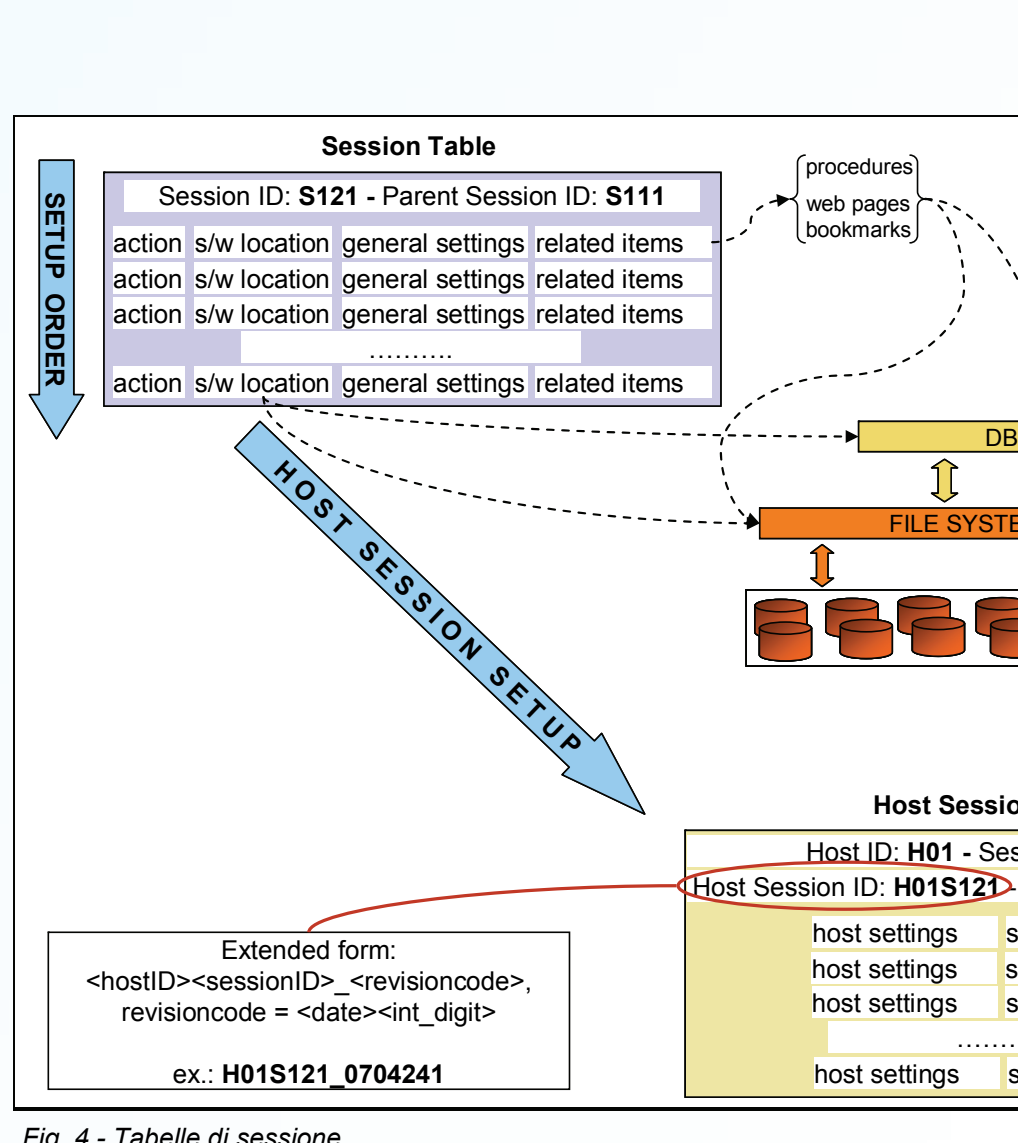 Session Table
SETUP ORDER
Session ID: S121 - Parent Session ID: S111
action s/w location general settings related items
action s/w location general settings related items
action s/w location general settings related items
……….
action s/w location general settings related items
procedures
web pages
bookmarks
HOST SESSION SETUP
DB
FILE SYSTE
Host Sessio
Host ID: H01 - Ses
Host Session ID: H01S121 -
host settings s
host settings s
host settings s
…….
host settings s
Extended form:
<hostID><sessionID>_<revisioncode>,
revisioncode = <date><int_digit>
ex.: H01S121_0704241
Fig. 4 - Tabelle di sessione